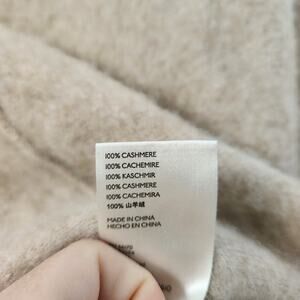 100% CASHMERE
100% CACHEMIRE
100% KASCHMIR
100% CASHMERE
100% CACHEMIRA
100% 山羊绒
MADE IN CHINA
HECHO EN CHINA